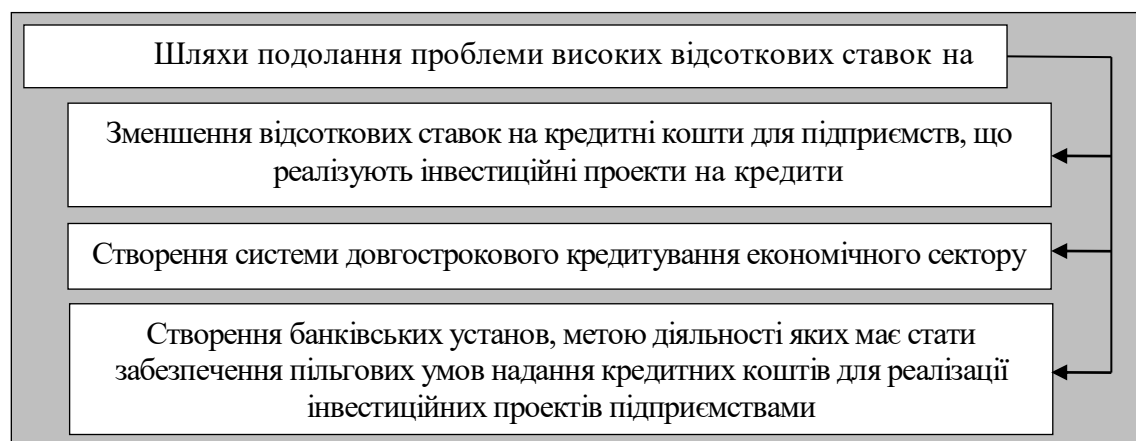 Шляхи подолання проблеми високих відсоткових ставок на
Зменшення відсоткових ставок на кредитні кошти для підприємств, що
реалізують інвестиційні проекти на кредити
Створення системи довгострокового кредитування економічного сектору
Створення банківських установ, метою діяльності яких має стати
забезпечення пільгових умов надання кредитних коштів для реалізації
інвестиційних проектів підприємствами